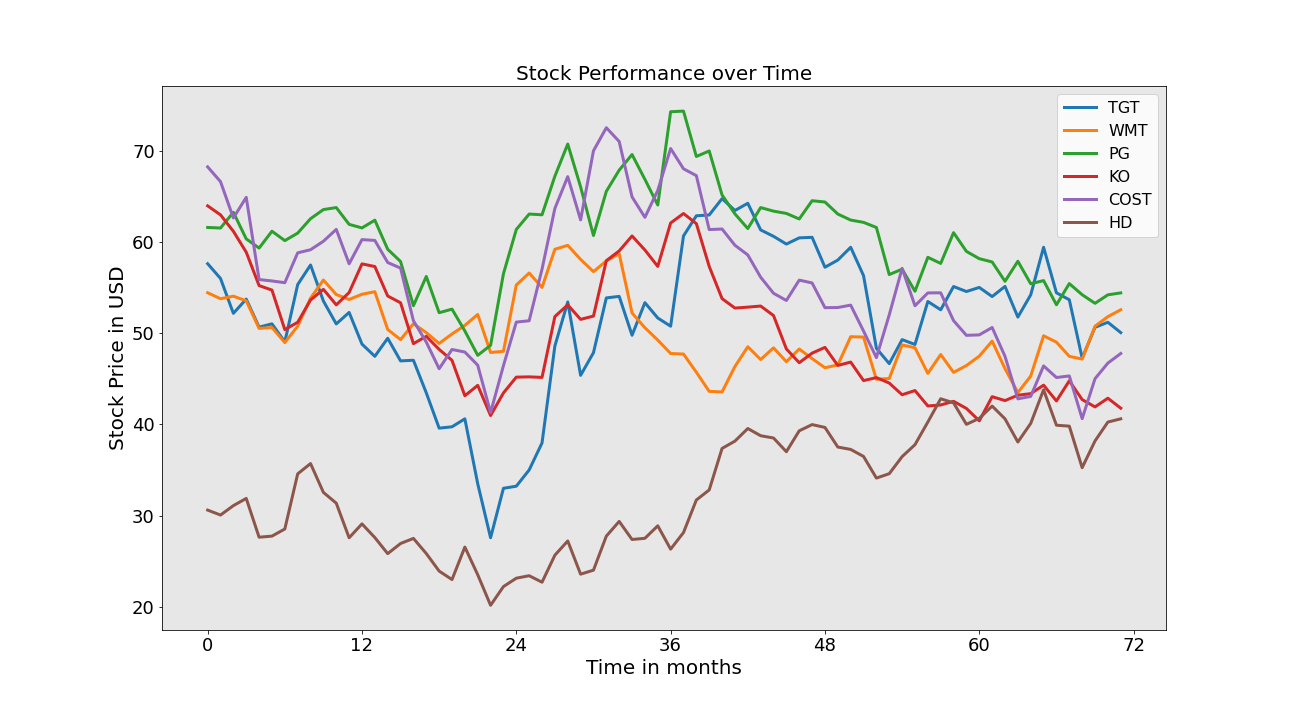 Stock Performance over Time
Stock Price in USD
70
60
50
40
30
20
0 12 24 36 48 60 72
Time in months
TGT
WMT
PG
KO
COST
HD